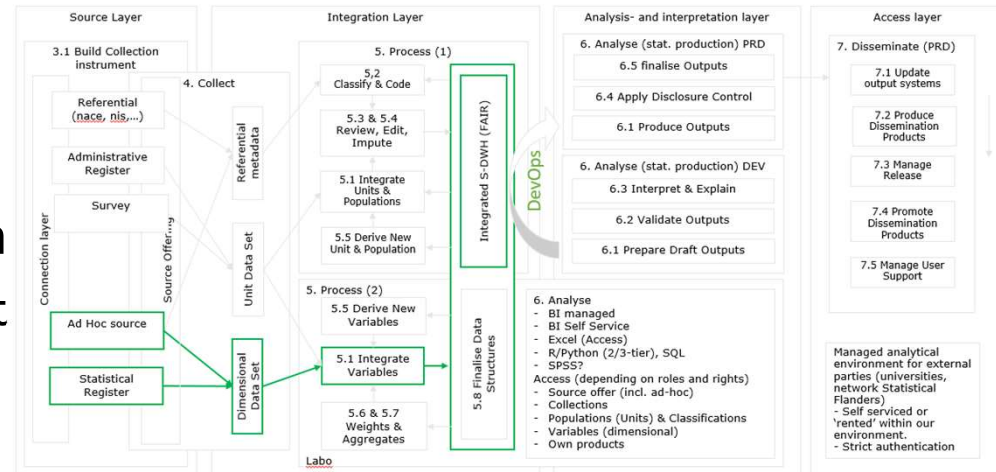 Source Layer
Integration Layer
Analysis- and interpretation layer
Access layer
3.1 Build Collection
instrument
Connection layer
Referential
(nace, nis,...)
Administrative
Register
Survey
Ad Hoc source
Statistical
Register
4. Collect
Source Offer...g
Referential
metadata
Unit Data Set
Dimensional
Data Set
5. Process (1)
5,2
Classify & Code
5.3 & 5.4
Review, Edit,
Impute
5.1 Integrate
Units &
Populations
5.5 Derive New
Unit & Population
Integrated S-DWH (FAIR)
5. Process (2)
5.5 Derive New
Variables
5.1 Integrate
Variables
5.6 & 5.7
Weights &
Aggregates
5.8 Finalise Data
Structures
Labo
DevOps
6. Analyse (stat. production) PRD
6.5 finalise Outputs
6.4 Apply Disclosure Control
6.1 Produce Outputs
6. Analyse (stat. production) DEV
6.3 Interpret & Explain
6.2 Validate Outputs
6.1 Prepare Draft Outputs
6. Analyse
- BI managed
- BI Self Service
- Excel (Access)
- R/Python (2/3-tier), SQL
- SPSS?
Access (depending on roles and rights)
- Source offer (incl. ad-hoc)
- Collections
- Populations (Units) & Classifications
- Variables (dimensional)
- Own products
7. Disseminate (PRD)
7.1 Update
output systems
7.2 Produce
Dissemination
Products
7.3 Manage
Release
7.4 Promote
Dissemination
Products
7.5 Manage User
Support
Managed analytical
environment for external
parties (universities,
network Statistical
Flanders)
- Self serviced or
‘rented’ within our
environment.
- Strict authentication